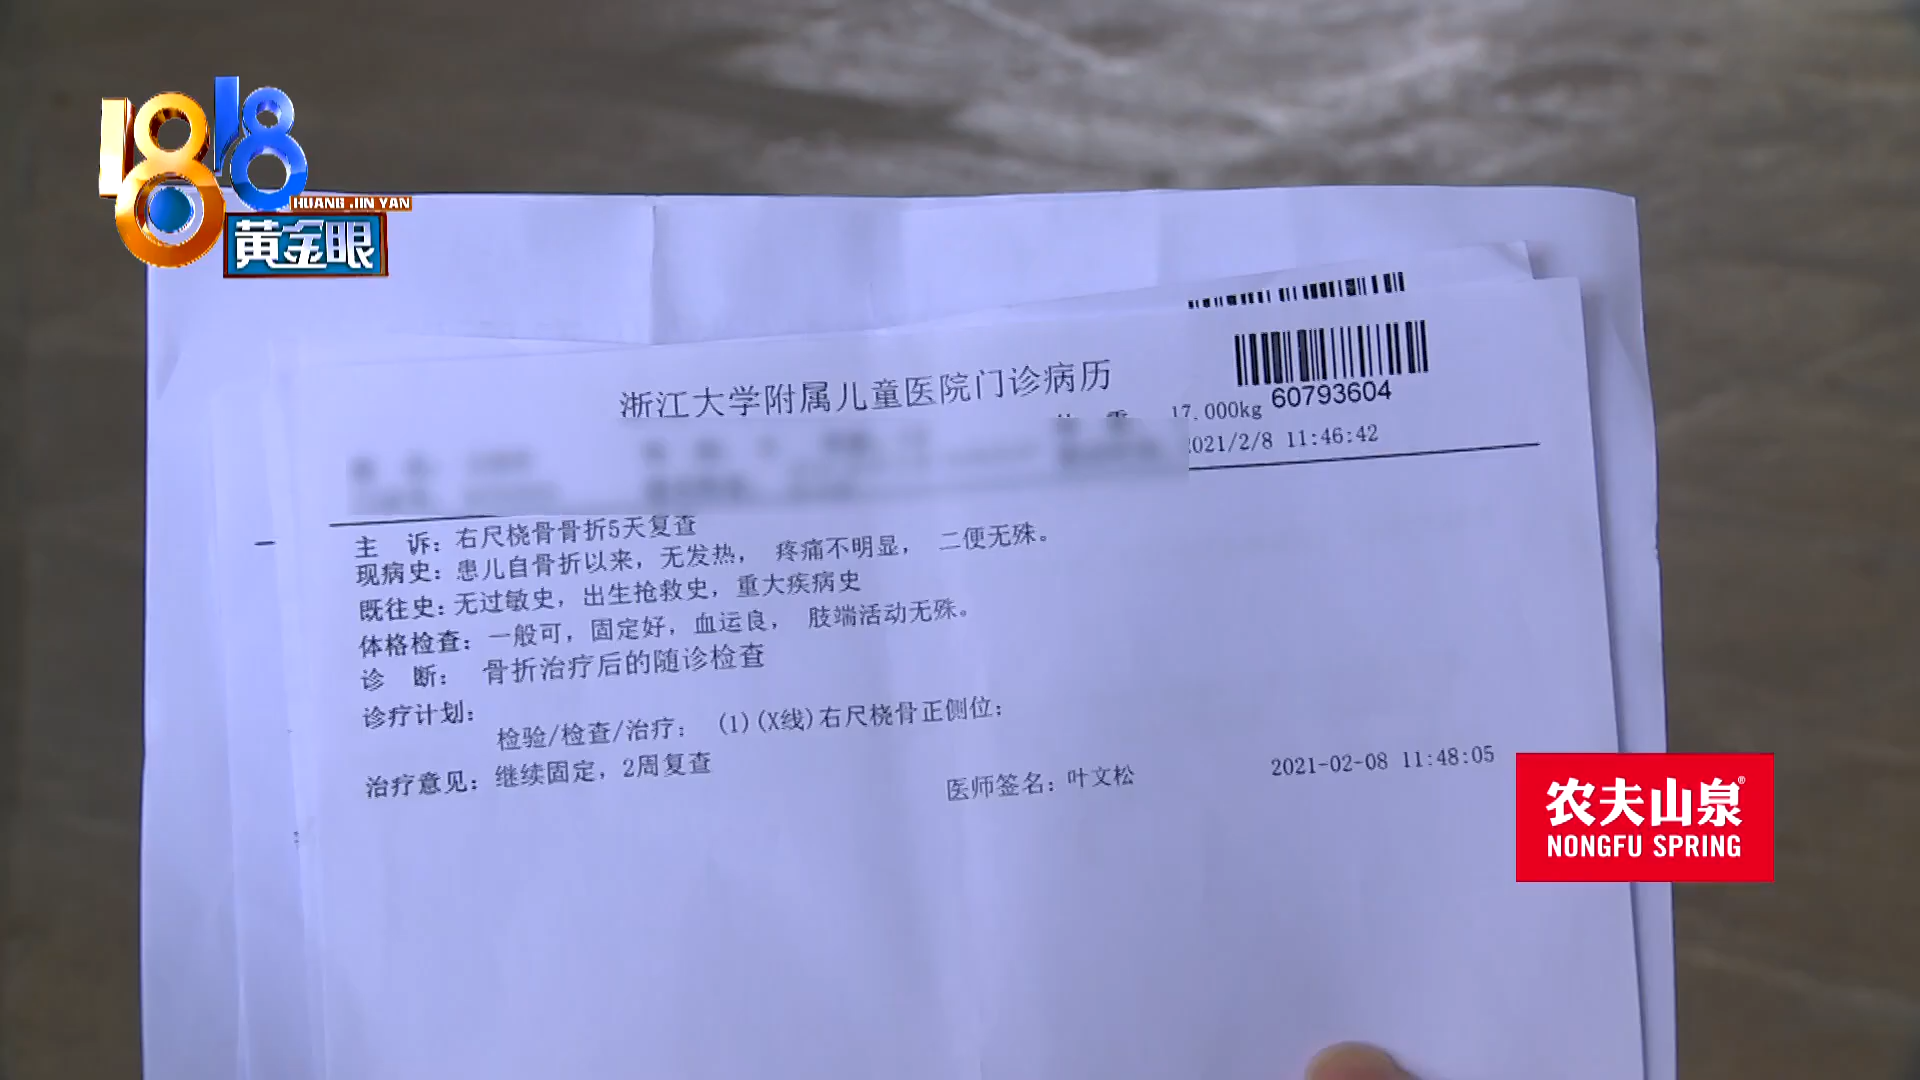 1818
HUANG JIN YAN
黄金眼
浙江大学附属儿童医院门诊病历
60793604
17.000kg
2021/2/8 11:46:42
主 诉：右尺桡骨骨折5天复查
现病史：患儿自骨折以来，无发热， 疼痛不明显， 二便无殊。
既往史：无过敏史，出生抢救史，重大疾病史
体格检查：一般可，固定好，血运良， 肢端活动无殊。
诊 断： 骨折治疗后的随诊检查
诊疗计划：
检验/检查/治疗： (1)(X线)右尺桡骨正侧位；
治疗意见：继续固定，2周复查
医师签名：叶文松 2021-02-08 11:48:05
农夫山泉®
NONGFU SPRING